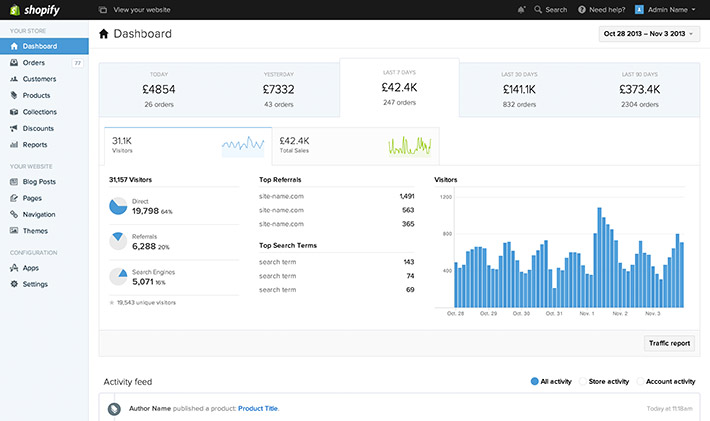 shopify
View your website
Search
Need help?
Admin Name
YOUR STORE
Dashboard
Orders 77
Customers
Products
Collections
Discounts
Reports
YOUR WEBSITE
Blog Posts
Pages
Navigation
Themes
CONFIGURATION
Apps
Settings
Dashboard
Oct 28 2013 – Nov 3 2013
TODAY
£4854
26 orders
YESTERDAY
£7332
43 orders
LAST 7 DAYS
£42.4K
247 orders
LAST 30 DAYS
£141.1K
832 orders
LAST 90 DAYS
£373.4K
2304 orders
31.1K
Visitors
£42.4K
Total Sales
31,157 Visitors
Direct
19,798 64%
Referrals
6,288 20%
Search Engines
5,071 16%
19,543 unique visitors
Top Referrals
site-name.com 1,491
site-name.com 563
site-name.com 365
Top Search Terms
search term 143
search term 74
search term 69
Visitors
1200
800
400
Oct. 28 Oct. 29 Oct. 30 Oct. 31 Nov. 1 Nov. 2 Nov. 3
Traffic report
Activity feed
All activity
Store activity
Account activity
Author Name published a product: Product Title.
Today at 11:18am